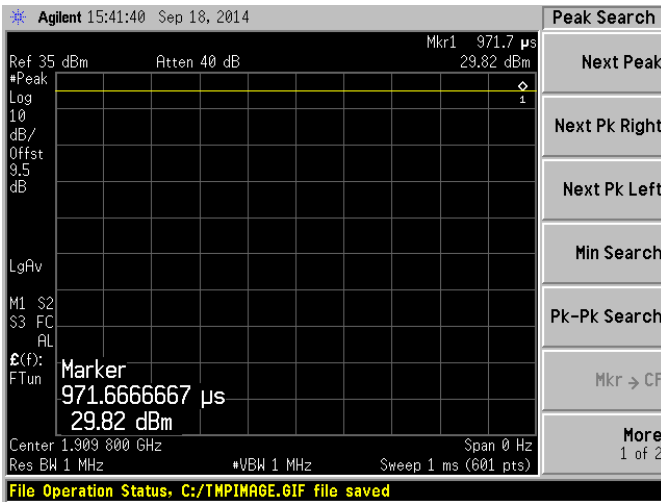 Agilent 15:41:40 Sep 18, 2014
Peak Search
Mkr1 971.7 µs
Ref 35 dBm Atten 40 dB 29.82 dBm
#Peak
Log
10
dB/
Offst
9.5
dB
1
LgAv
M1 S2
S3 FC
AL
£(f):
FTun
Marker
971.6666667 µs
29.82 dBm
Center 1.909 800 GHz Span 0 Hz
Res BW 1 MHz #VBW 1 MHz Sweep 1 ms (601 pts)
File Operation Status, C:/TMPIMAGE.GIF file saved
Next Peak
Next Pk Right
Next Pk Left
Min Search
Pk-Pk Search
Mkr → CF
More
1 of 2